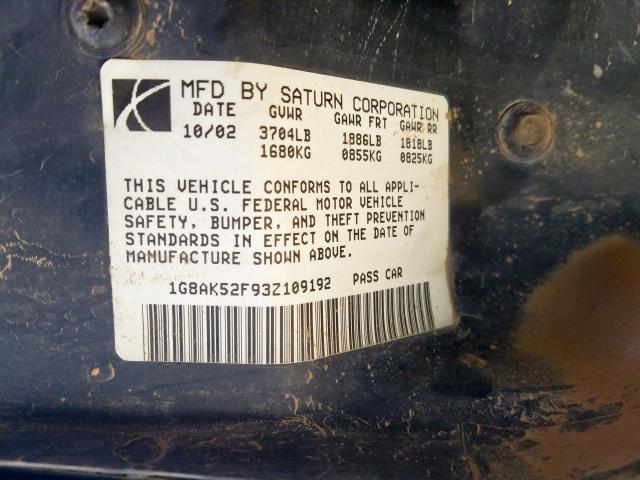 MFD BY SATURN CORPORATION
DATE GVWR GAWR FRT GAWR RR
10/02 3704LB 1886LB 1818LB
1680KG 0855KG 0825KG
THIS VEHICLE CONFORMS TO ALL APPLI-
CABLE U.S. FEDERAL MOTOR VEHICLE
SAFETY, BUMPER, AND THEFT PREVENTION
STANDARDS IN EFFECT ON THE DATE OF
MANUFACTURE SHOWN ABOVE.
1G8AK52F93Z109192 PASS CAR